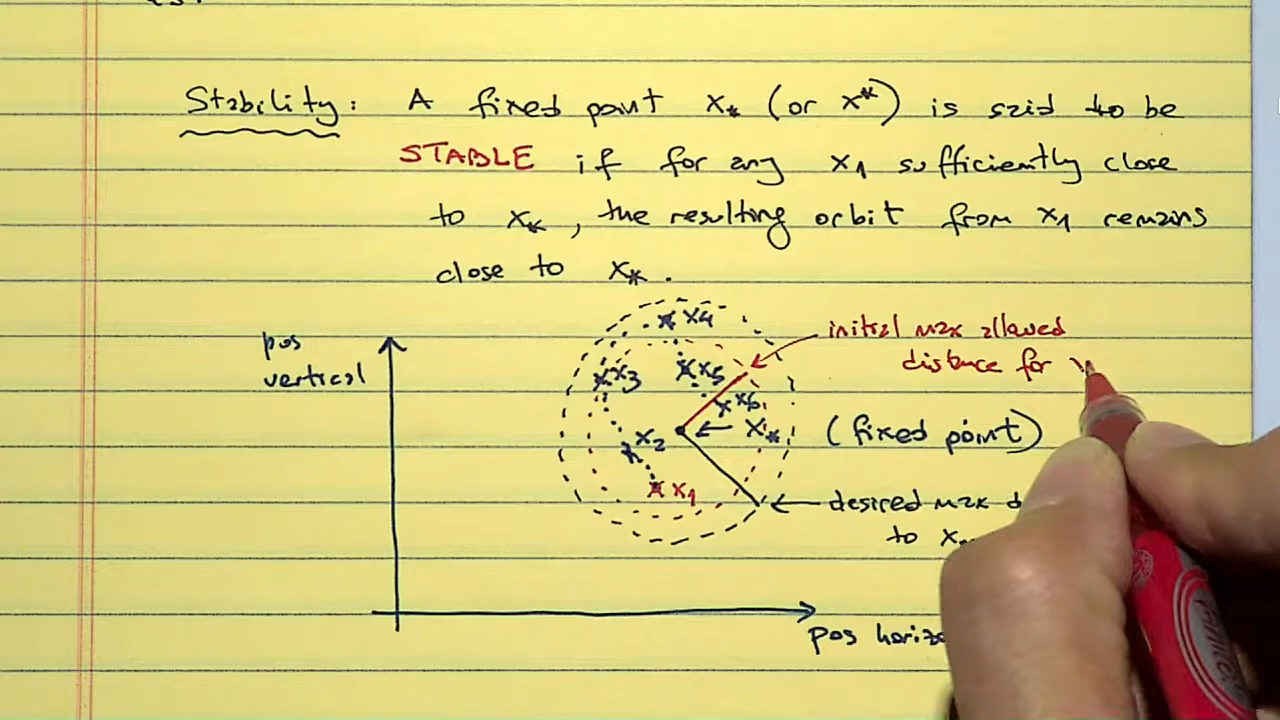 Stability: A fixed point x* (or x*) is said to be
STABLE if for any x1 sufficiently close
to x*, the resulting orbit from x1 remains
close to x*.
pos
vertical
x4
x3
x5
x6
x2
x*
x1
initial max allowed
distance for
(fixed point)
desired max
to
pos